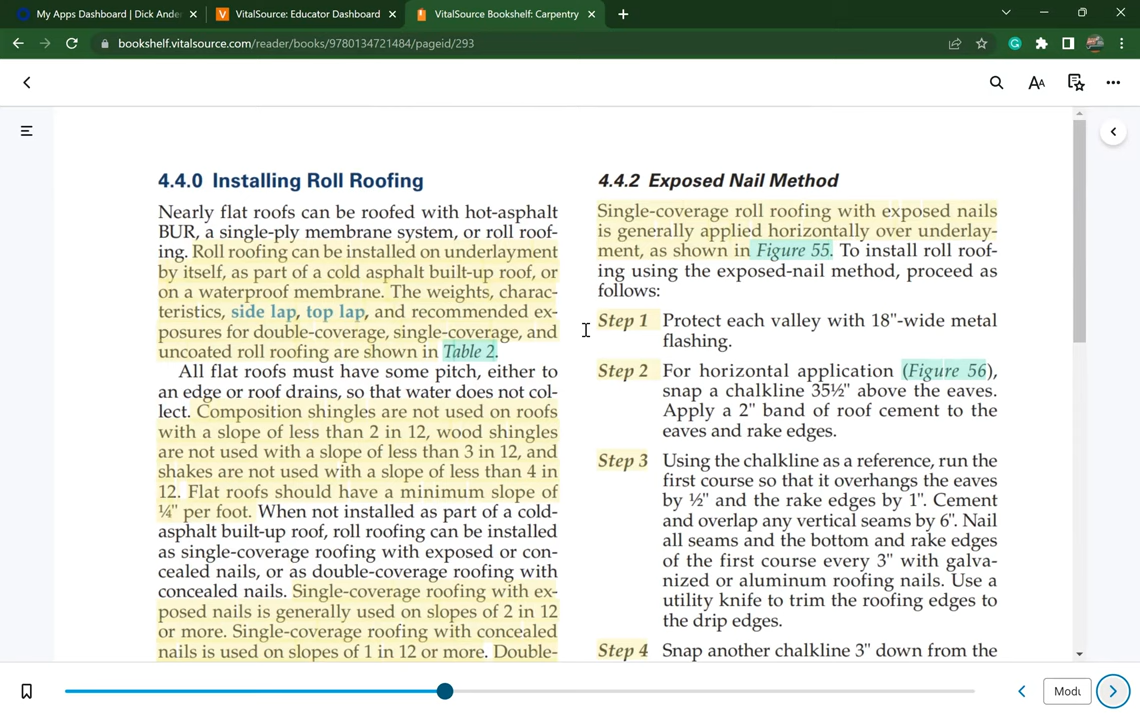 My Apps Dashboard | Dick Ander
VitalSource: Educator Dashboard
VitalSource Bookshelf: Carpentry
bookshelf.vitalsource.com/reader/books/9780134721484/pageid/293
4.4.0 Installing Roll Roofing
Nearly flat roofs can be roofed with hot-asphalt
BUR, a single-ply membrane system, or roll roof-
ing. Roll roofing can be installed on underlayment
by itself, as part of a cold asphalt built-up roof, or
on a waterproof membrane. The weights, charac-
teristics, side lap, top lap, and recommended ex-
posures for double-coverage, single-coverage, and
uncoated roll roofing are shown in Table 2.
All flat roofs must have some pitch, either to
an edge or roof drains, so that water does not col-
lect. Composition shingles are not used on roofs
with a slope of less than 2 in 12, wood shingles
are not used with a slope of less than 3 in 12, and
shakes are not used with a slope of less than 4 in
12. Flat roofs should have a minimum slope of
¼" per foot. When not installed as part of a cold-
asphalt built-up roof, roll roofing can be installed
as single-coverage roofing with exposed or con-
cealed nails, or as double-coverage roofing with
concealed nails. Single-coverage roofing with ex-
posed nails is generally used on slopes of 2 in 12
or more. Single-coverage roofing with concealed
nails is used on slopes of 1 in 12 or more. Double-
4.4.2 Exposed Nail Method
Single-coverage roll roofing with exposed nails
is generally applied horizontally over underlay-
ment, as shown in Figure 55. To install roll roof-
ing using the exposed-nail method, proceed as
follows:
Step 1 Protect each valley with 18"-wide metal
flashing.
Step 2 For horizontal application (Figure 56),
snap a chalkline 35½" above the eaves.
Apply a 2" band of roof cement to the
eaves and rake edges.
Step 3 Using the chalkline as a reference, run the
first course so that it overhangs the eaves
by ½" and the rake edges by 1". Cement
and overlap any vertical seams by 6". Nail
all seams and the bottom and rake edges
of the first course every 3" with galva-
nized or aluminum roofing nails. Use a
utility knife to trim the roofing edges to
the drip edges.
Step 4 Snap another chalkline 3" down from the
Modu